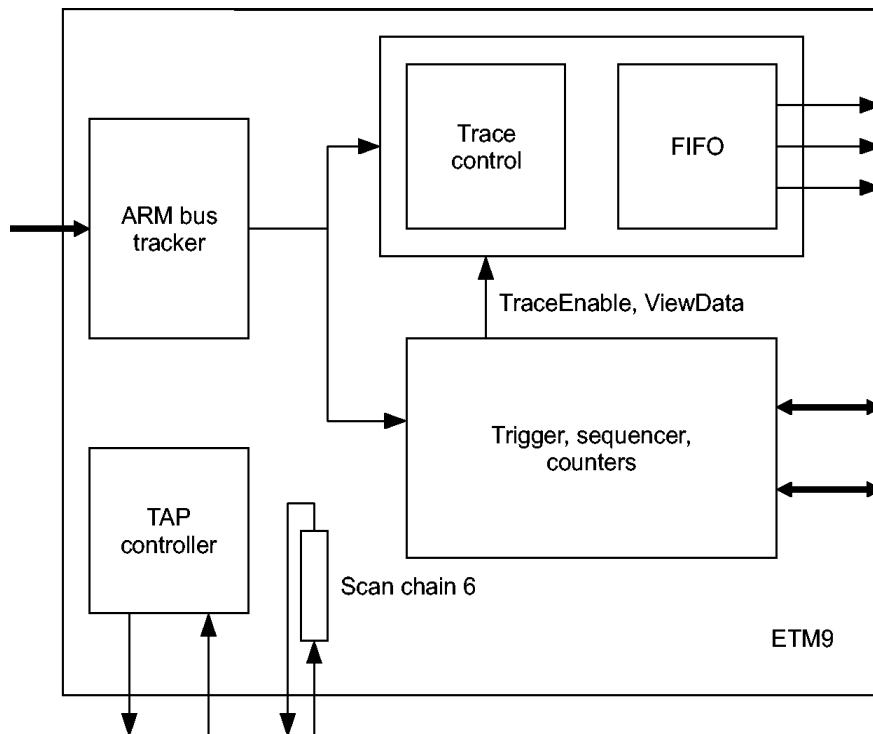 Trace
control
FIFO
ARM bus
tracker
TraceEnable, ViewData
Trigger, sequencer,
counters
TAP
controller
Scan chain 6
ETM9